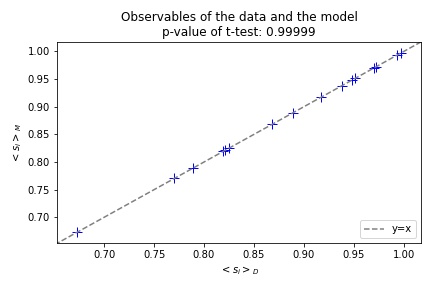 Observables of the data and the model
p-value of t-test: 0.99999
1.00
0.95
0.90
0.85
0.80
0.75
0.70
< s_i >_M
y=x
0.70 0.75 0.80 0.85 0.90 0.95 1.00
< s_i >_D